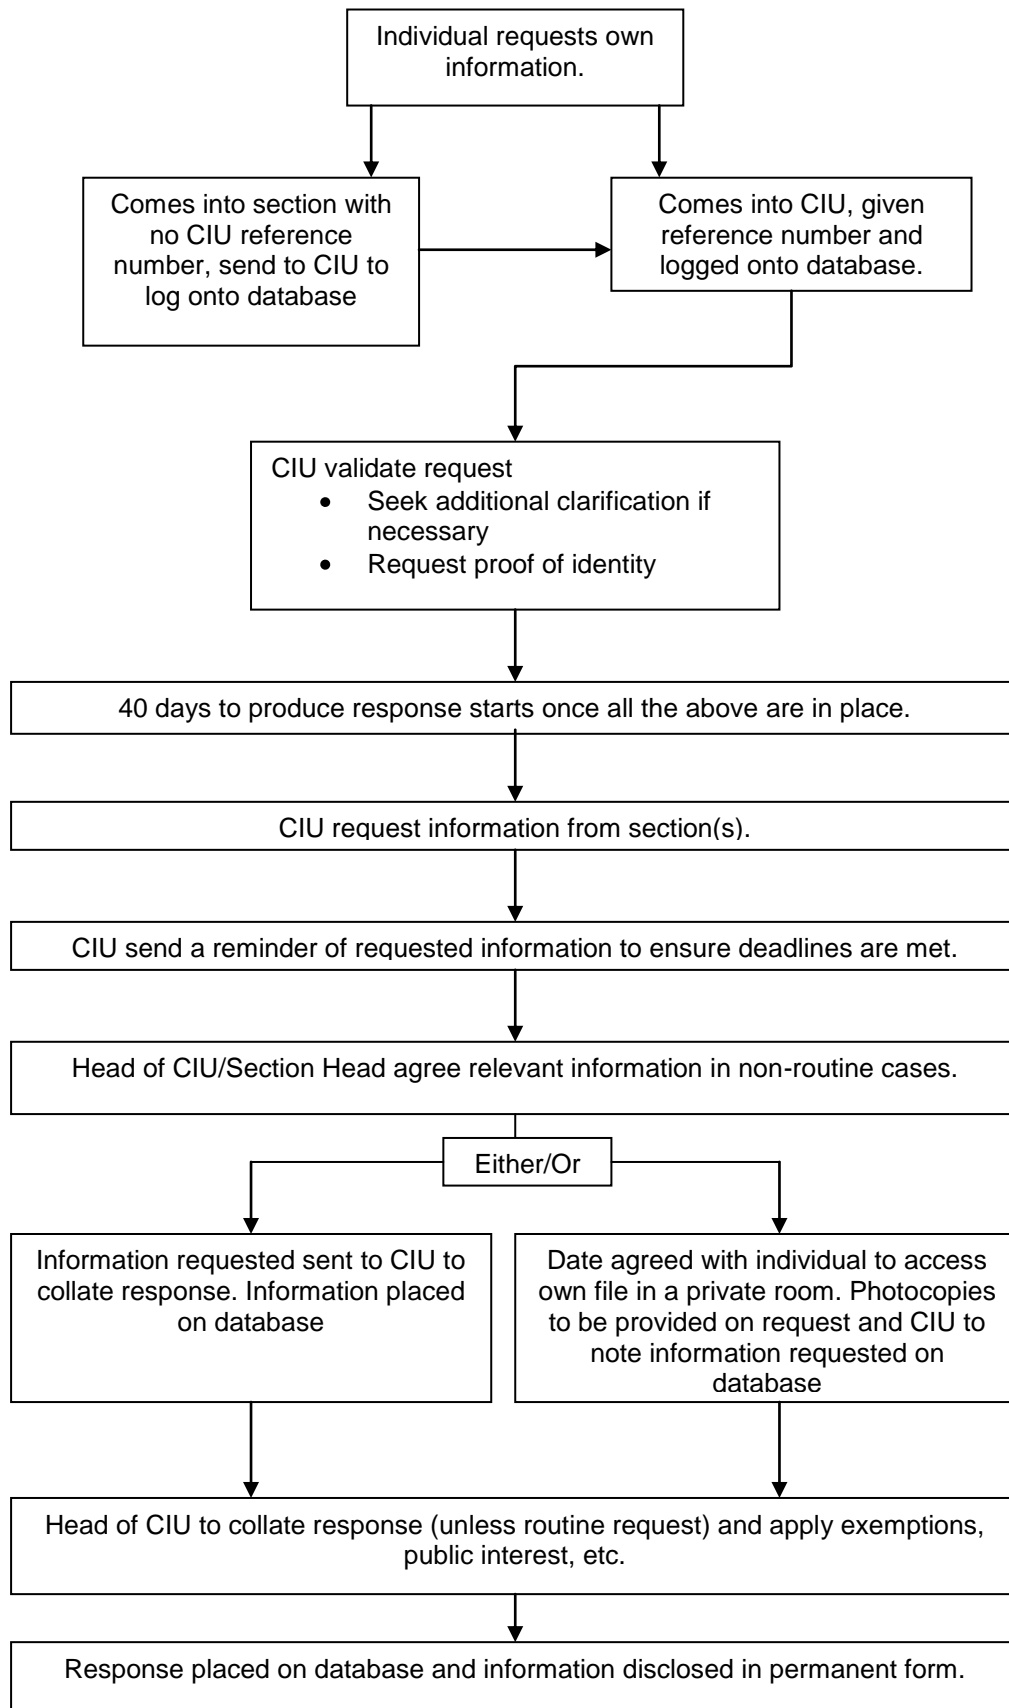 Individual requests own
information.
Comes into section with
no CIU reference
number, send to CIU to
log onto database
Comes into CIU, given
reference number and
logged onto database.
CIU validate request
• Seek additional clarification if
necessary
• Request proof of identity
40 days to produce response starts once all the above are in place.
CIU request information from section(s).
CIU send a reminder of requested information to ensure deadlines are met.
Head of CIU/Section Head agree relevant information in non-routine cases.
Either/Or
Information requested sent to CIU to
collate response. Information placed
on database
Date agreed with individual to access
own file in a private room. Photocopies
to be provided on request and CIU to
note information requested on
database
Head of CIU to collate response (unless routine request) and apply exemptions,
public interest, etc.
Response placed on database and information disclosed in permanent form.